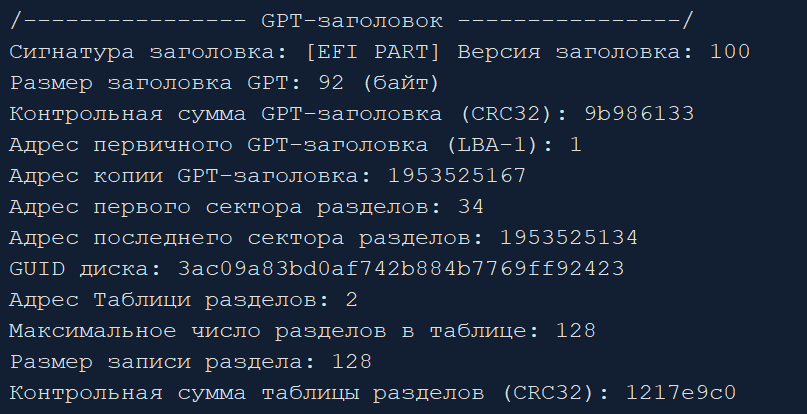 /---------------- GPT-заголовок ----------------/
Сигнатура заголовка: [EFI PART] Версия заголовка: 100
Размер заголовка GPT: 92 (байт)
Контрольная сумма GPT-заголовка (CRC32): 9b986133
Адрес первичного GPT-заголовка (LBA-1): 1
Адрес копии GPT-заголовка: 1953525167
Адрес первого сектора разделов: 34
Адрес последнего сектора разделов: 1953525134
GUID диска: 3ac09a83bd0af742b884b7769ff92423
Адрес Таблици разделов: 2
Максимальное число разделов в таблице: 128
Размер записи раздела: 128
Контрольная сумма таблицы разделов (CRC32): 1217e9c0